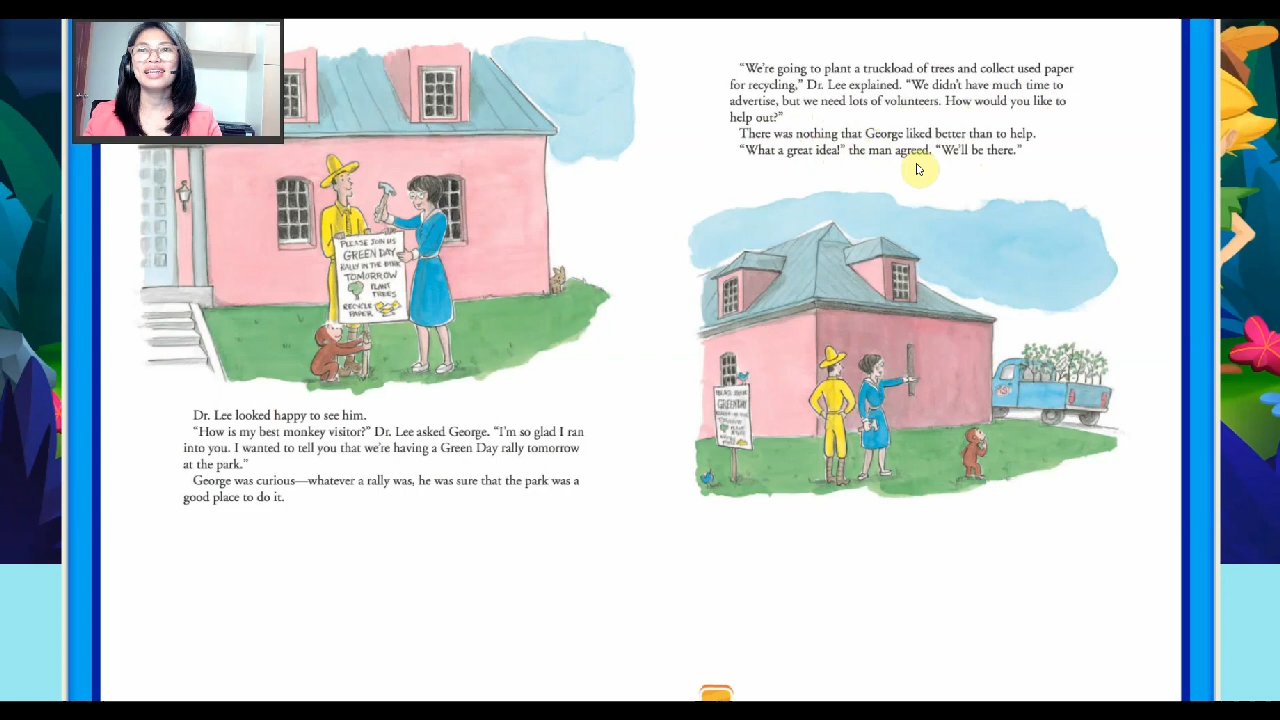 PLEASE JOIN US
GREEN DAY
RALLY IN THE PARK
TOMORROW
PLANT
TREES
RECYCLE
PAPER
Dr. Lee looked happy to see him.
“How is my best monkey visitor?” Dr. Lee asked George. “I’m so glad I ran
into you. I wanted to tell you that we’re having a Green Day rally tomorrow
at the park.”
George was curious—whatever a rally was, he was sure that the park was a
good place to do it.
“We’re going to plant a truckload of trees and collect used paper
for recycling,” Dr. Lee explained. “We didn’t have much time to
advertise, but we need lots of volunteers. How would you like to
help out?”
There was nothing that George liked better than to help.
“What a great idea!” the man agreed. “We’ll be there.”
GREEN DAY